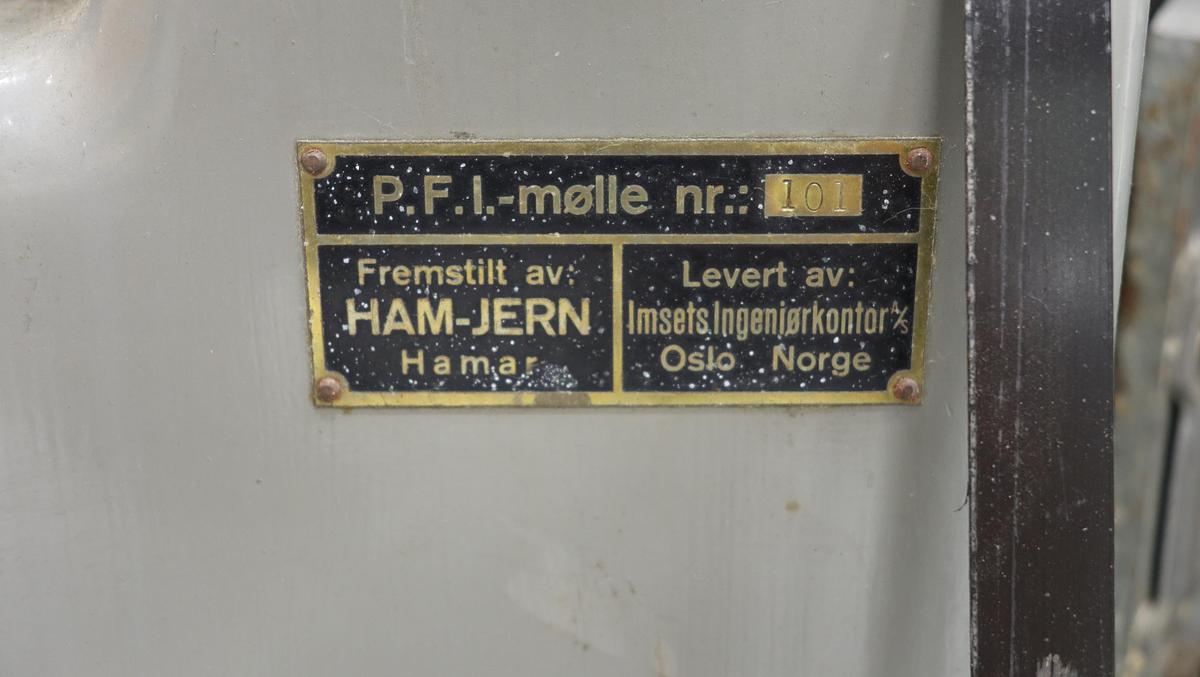 P.F.I.-mølle nr.: 101
Fremstilt av:
HAM-JERN
Hamar
Levert av:
Imsets Ingeniørkontor A/S
Oslo Norge